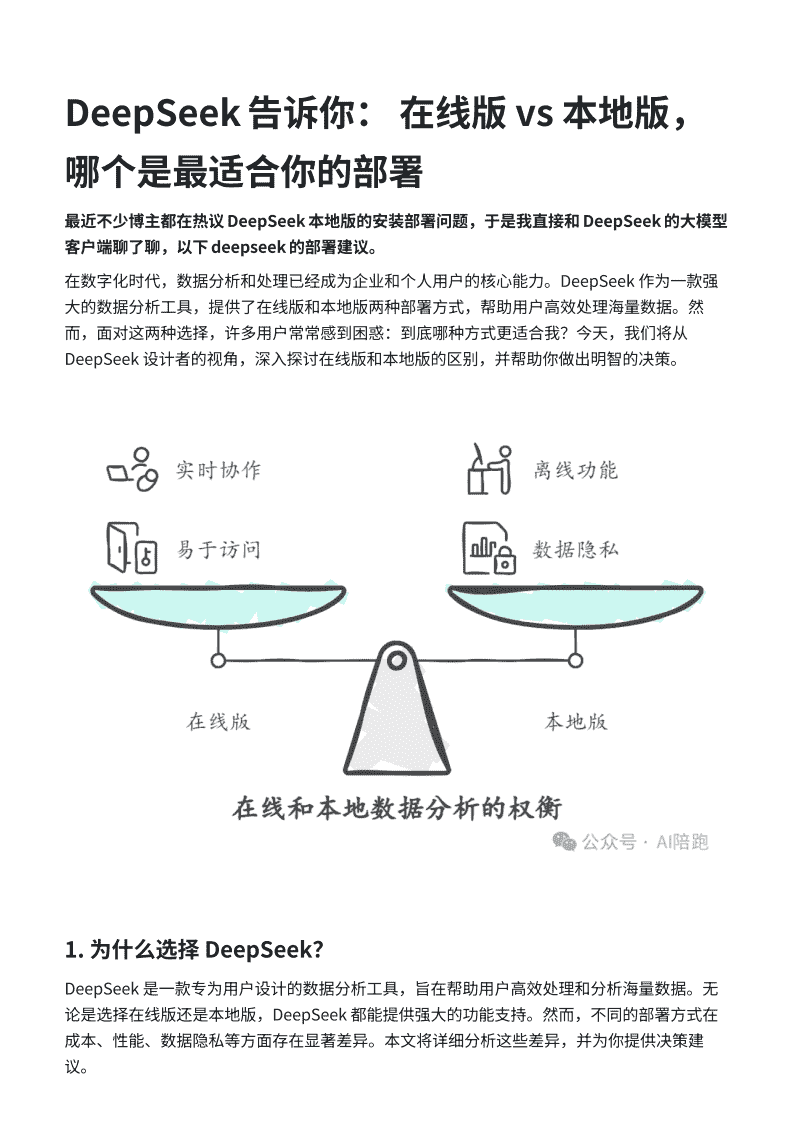 DeepSeek 告诉你： 在线版 vs 本地版，
哪个是最适合你的部署
最近不少博主都在热议 DeepSeek 本地版的安装部署问题，于是我直接和 DeepSeek 的大模型
客户端聊了聊，以下 deepseek 的部署建议。
在数字化时代，数据分析和处理已经成为企业和个人用户的核心能力。DeepSeek 作为一款强
大的数据分析工具，提供了在线版和本地版两种部署方式，帮助用户高效处理海量数据。然
而，面对这两种选择，许多用户常常感到困惑：到底哪种方式更适合我？今天，我们将从
DeepSeek 设计者的视角，深入探讨在线版和本地版的区别，并帮助你做出明智的决策。
实时协作
离线功能
易于访问
数据隐私
在线版
本地版
在线和本地数据分析的权衡
公众号 · AI陪跑
1. 为什么选择 DeepSeek？
DeepSeek 是一款专为用户设计的数据分析工具，旨在帮助用户高效处理和分析海量数据。无
论是选择在线版还是本地版，DeepSeek 都能提供强大的功能支持。然而，不同的部署方式在
成本、性能、数据隐私等方面存在显著差异。本文将详细分析这些差异，并为你提供决策建
议。